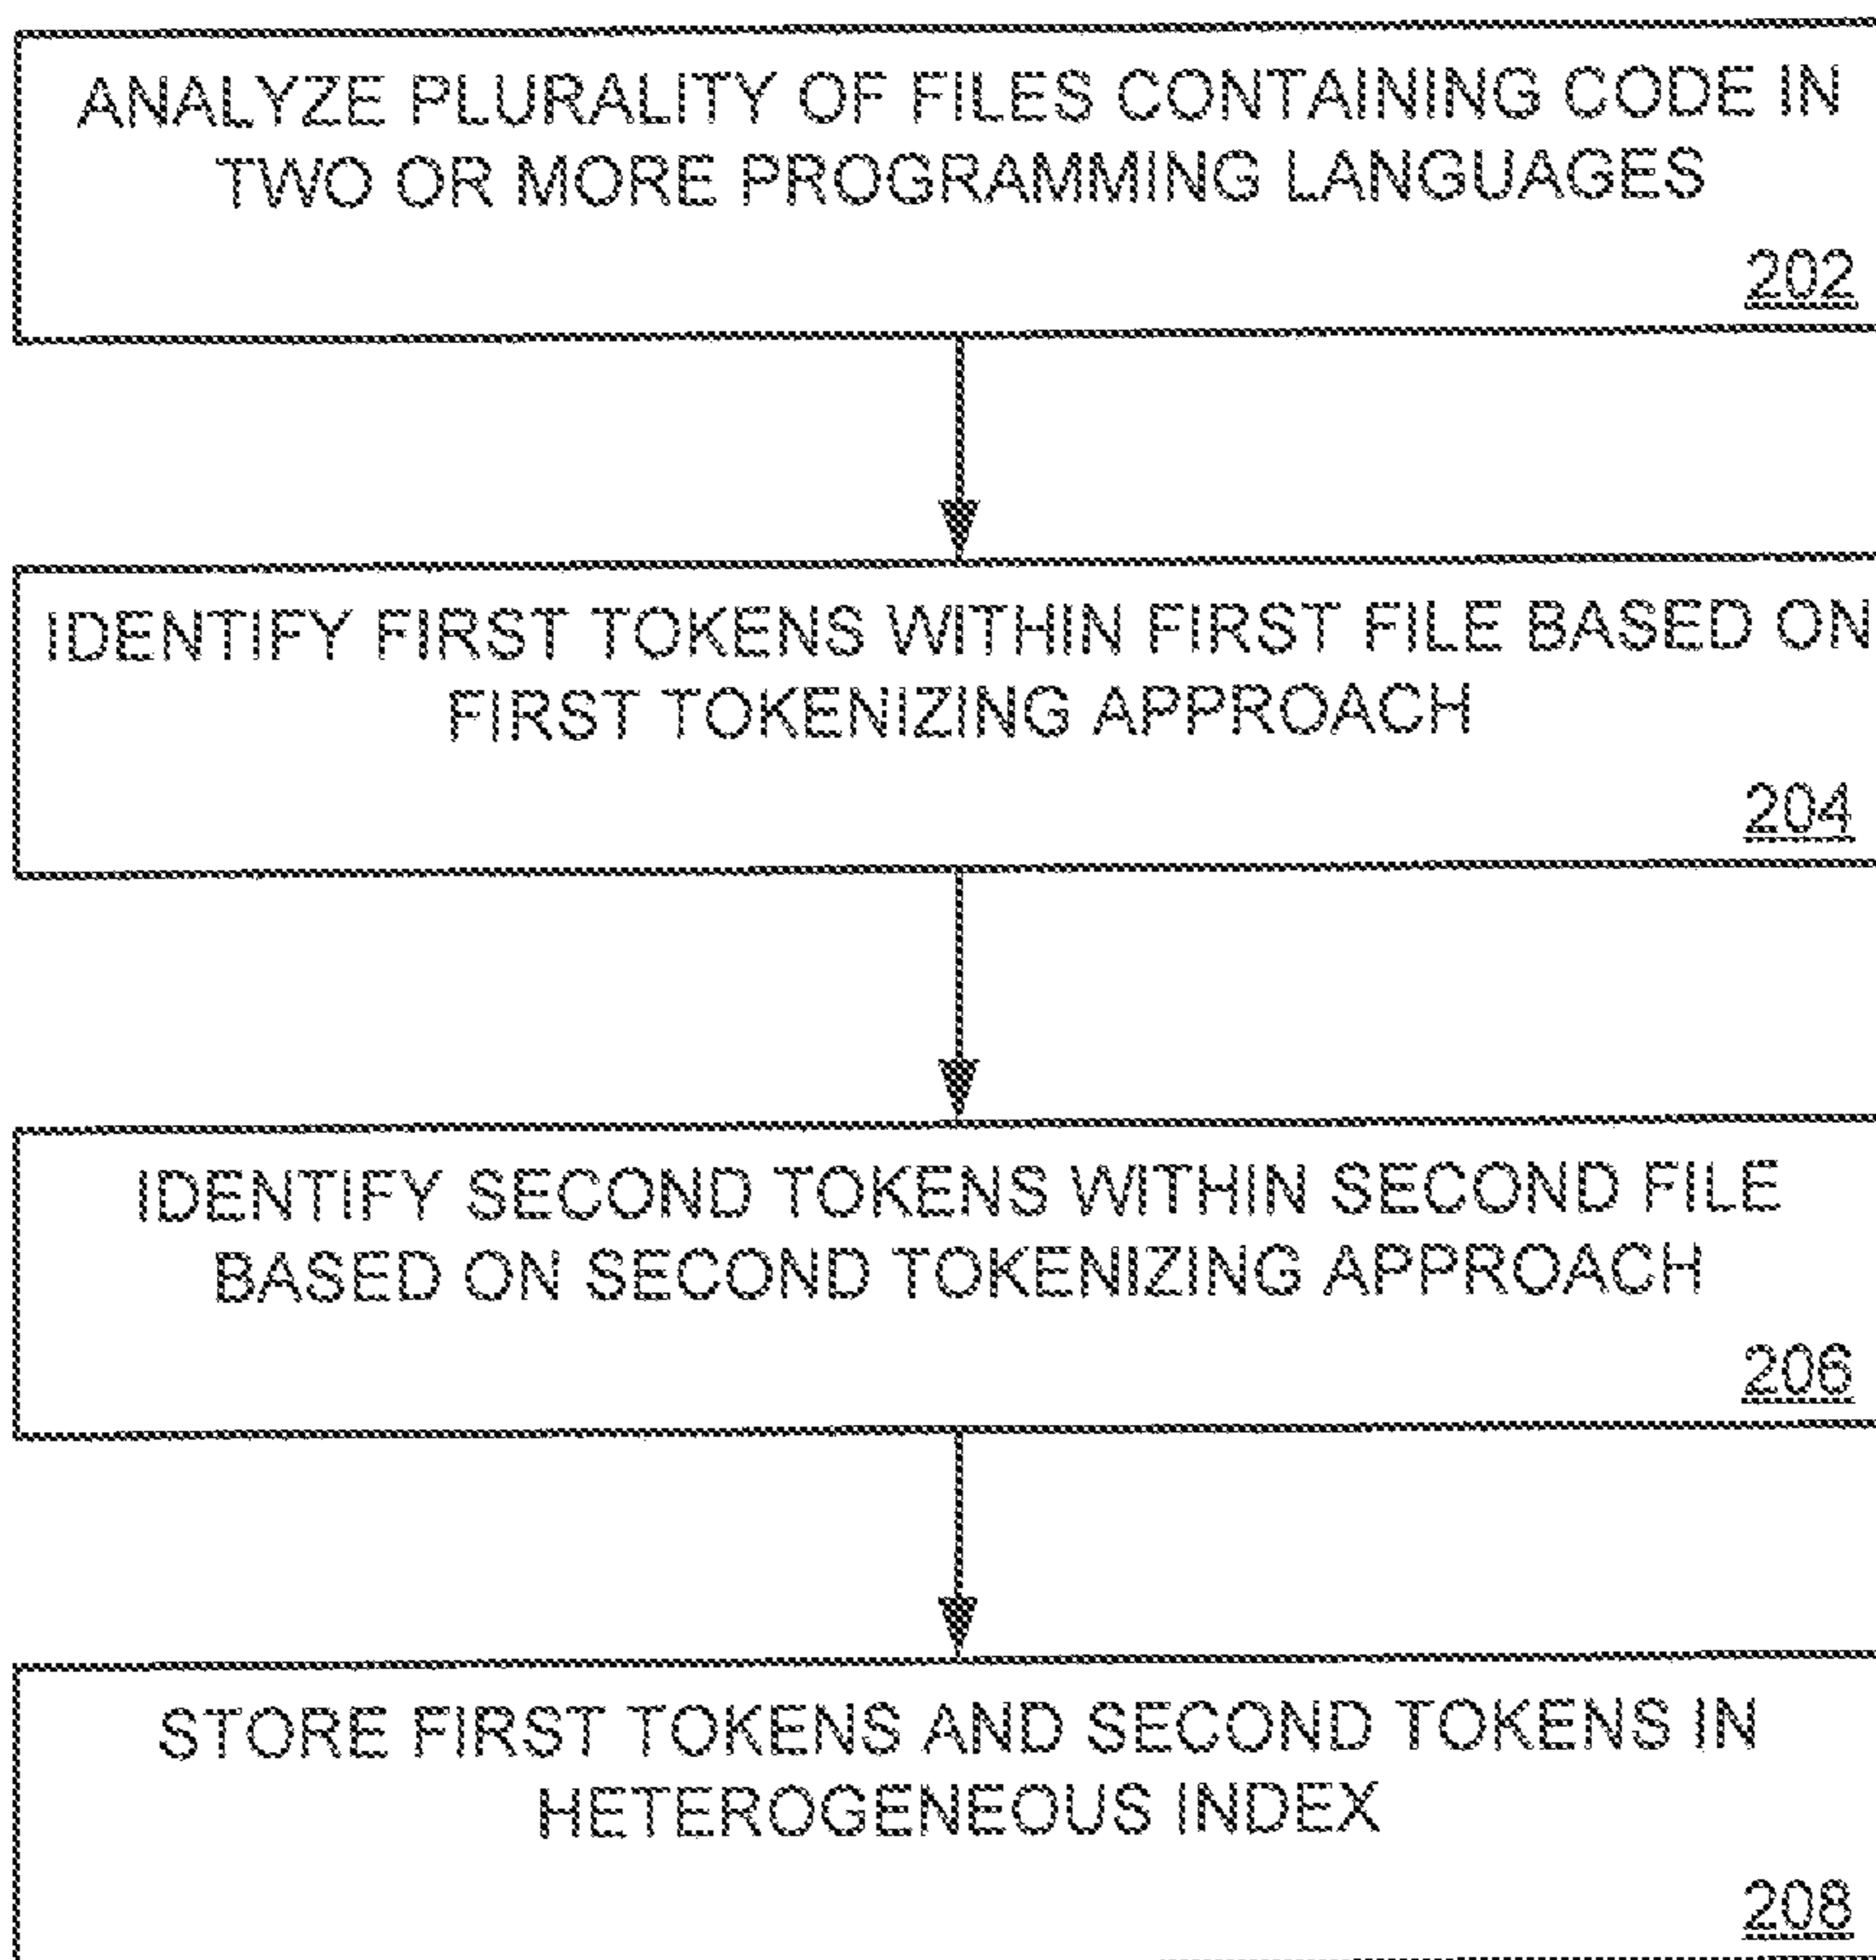 ANALYZE PLURALITY OF FILES CONTAINING CODE IN
TWO OR MORE PROGRAMMING LANGUAGES
202
IDENTIFY FIRST TOKENS WITHIN FIRST FILE BASED ON
FIRST TOKENIZING APPROACH
204
IDENTIFY SECOND TOKENS WITHIN SECOND FILE
BASED ON SECOND TOKENIZING APPROACH
206
STORE FIRST TOKENS AND SECOND TOKENS IN
HETEROGENEOUS INDEX
208